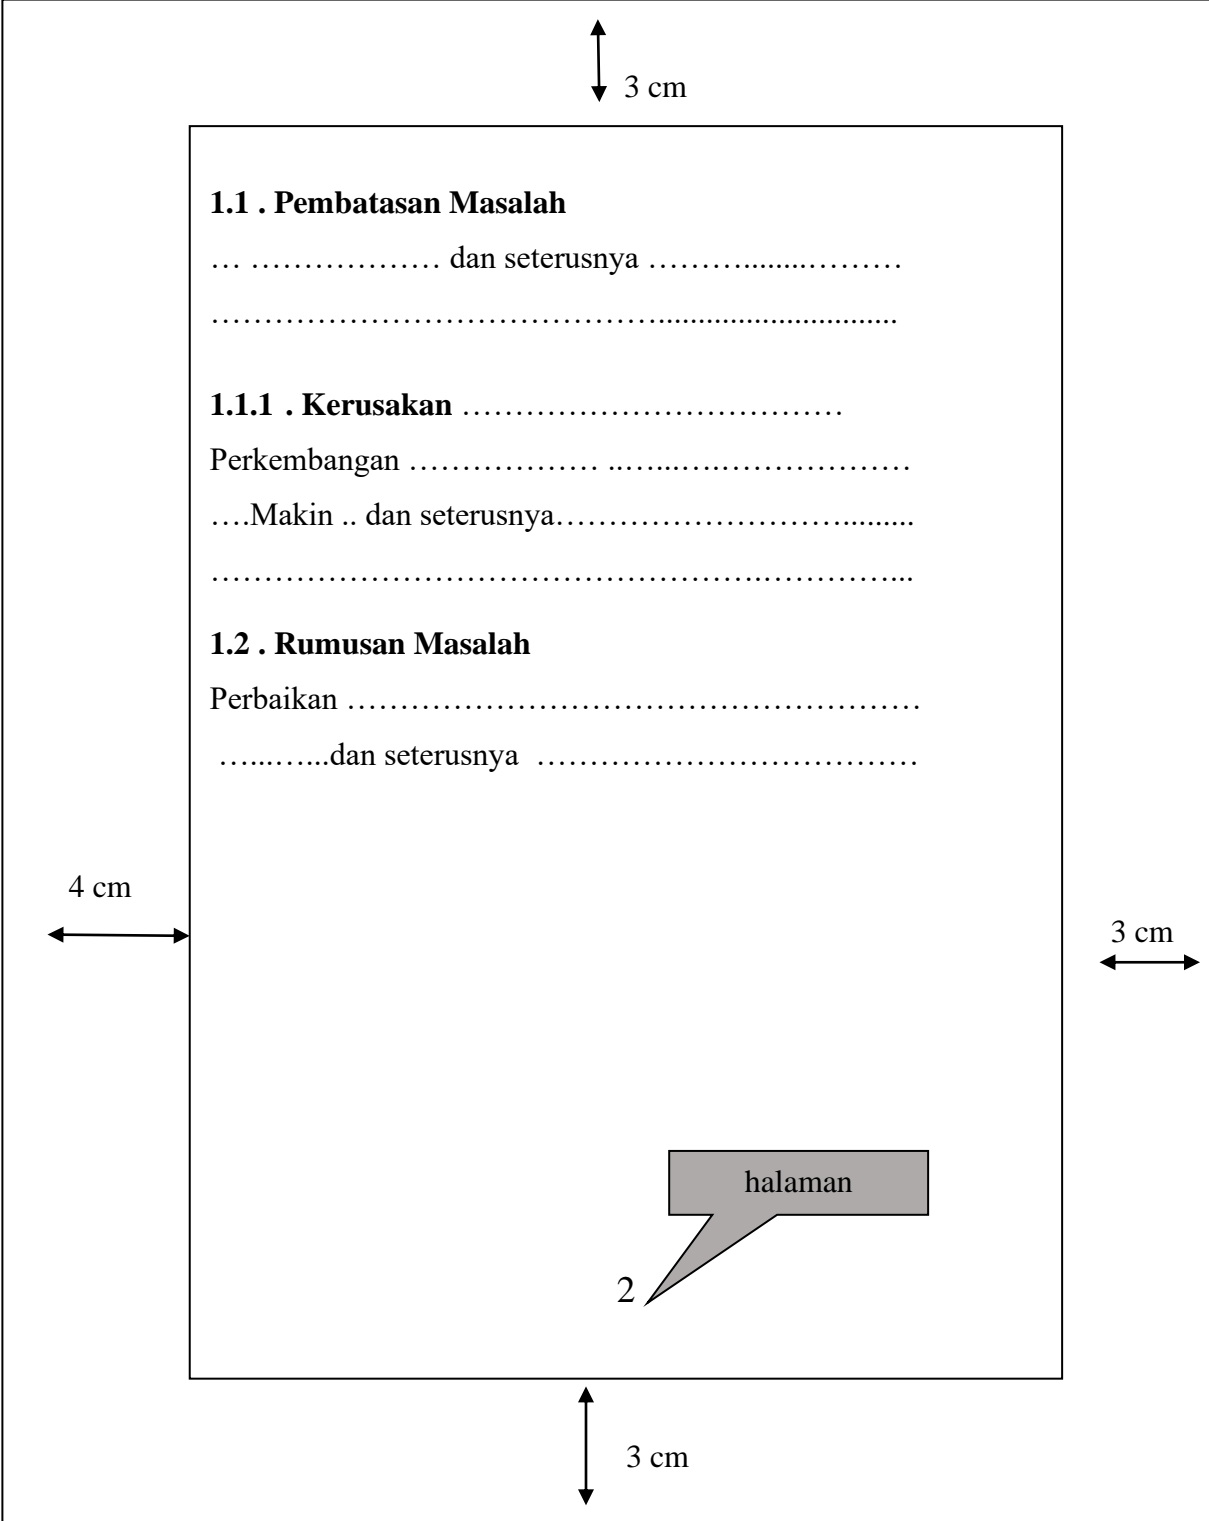 3 cm
1.1 . Pembatasan Masalah
… ……………… dan seterusnya ………........………
……………………………………..............................
1.1.1 . Kerusakan ………………………………
Perkembangan ……………… ..…...….………………
….Makin .. dan seterusnya……………………….........
…………………………………………….…………...
1.2 . Rumusan Masalah
Perbaikan ………………………………………………
…...…...dan seterusnya ………………………………
4 cm
3 cm
halaman
2
3 cm